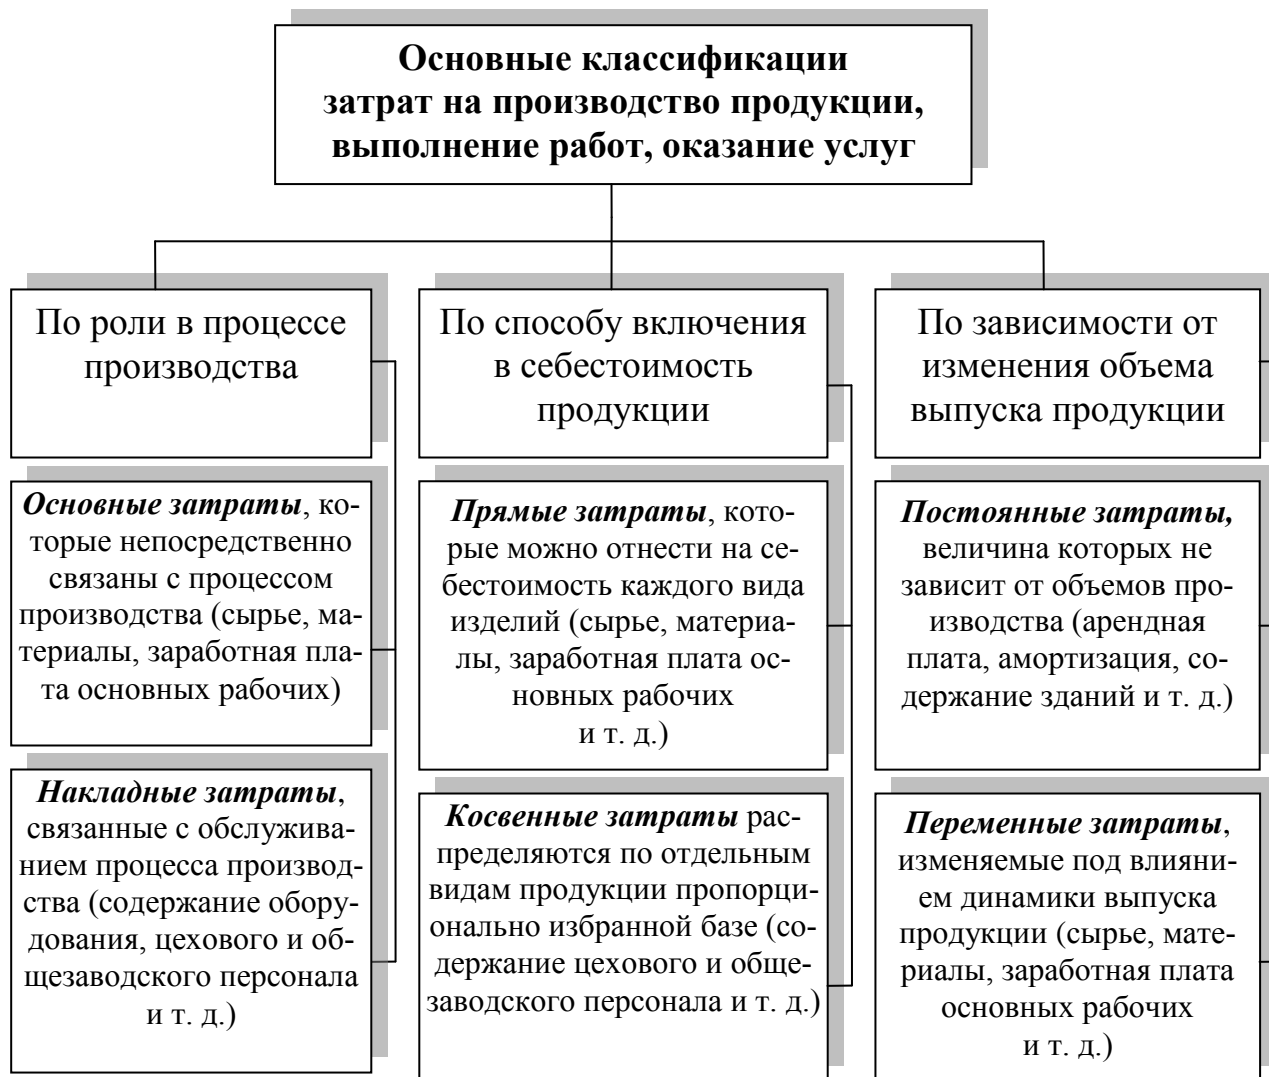 Основные классификации
затрат на производство продукции,
выполнение работ, оказание услуг
По роли в процессе
производства
Основные затраты, ко-
торые непосредственно
связаны с процессом
производства (сырье, ма-
териалы, заработная пла-
та основных рабочих)
Накладные затраты,
связанные с обслужива-
нием процесса производ-
ства (содержание обору-
дования, цехового и об-
щезаводского персонала
и т. д.)
По способу включения
в себестоимость
продукции
Прямые затраты, кото-
рые можно отнести на се-
бестоимость каждого вида
изделий (сырье, материа-
лы, заработная плата ос-
новных рабочих
и т. д.)
Косвенные затраты рас-
пределяются по отдельным
видам продукции пропорци-
онально избранной базе (со-
держание цехового и обще-
заводского персонала и т. д.)
По зависимости от
изменения объема
выпуска продукции
Постоянные затраты,
величина которых не
зависит от объемов про-
изводства (арендная
плата, амортизация, со-
держание зданий и т. д.)
Переменные затраты,
изменяемые под влияни-
ем динамики выпуска
продукции (сырье, мате-
риалы, заработная плата
основных рабочих
и т. д.)